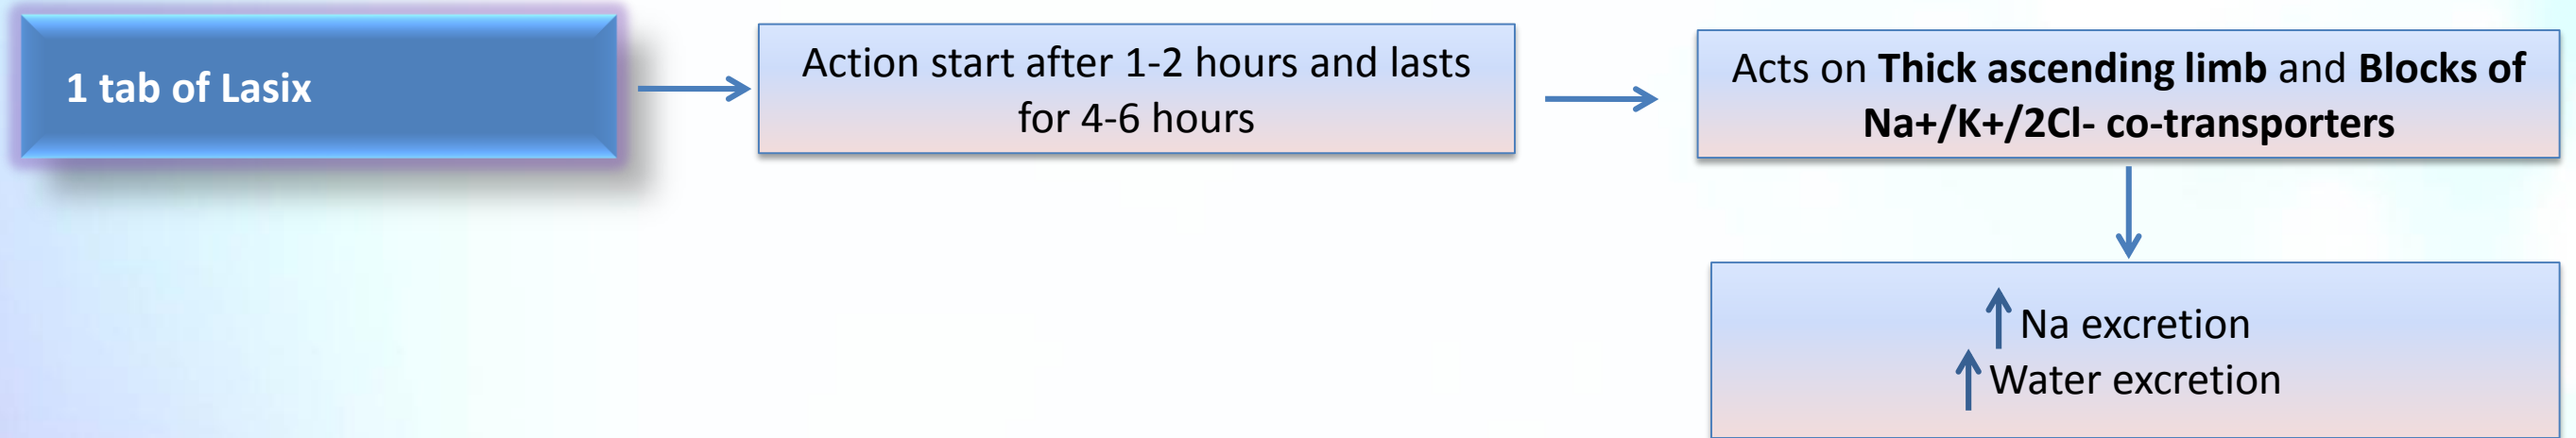 1 tab of Lasix
Action start after 1-2 hours and lasts
for 4-6 hours
Acts on Thick ascending limb and Blocks of
Na+/K+/2Cl- co-transporters
Na excretion
Water excretion